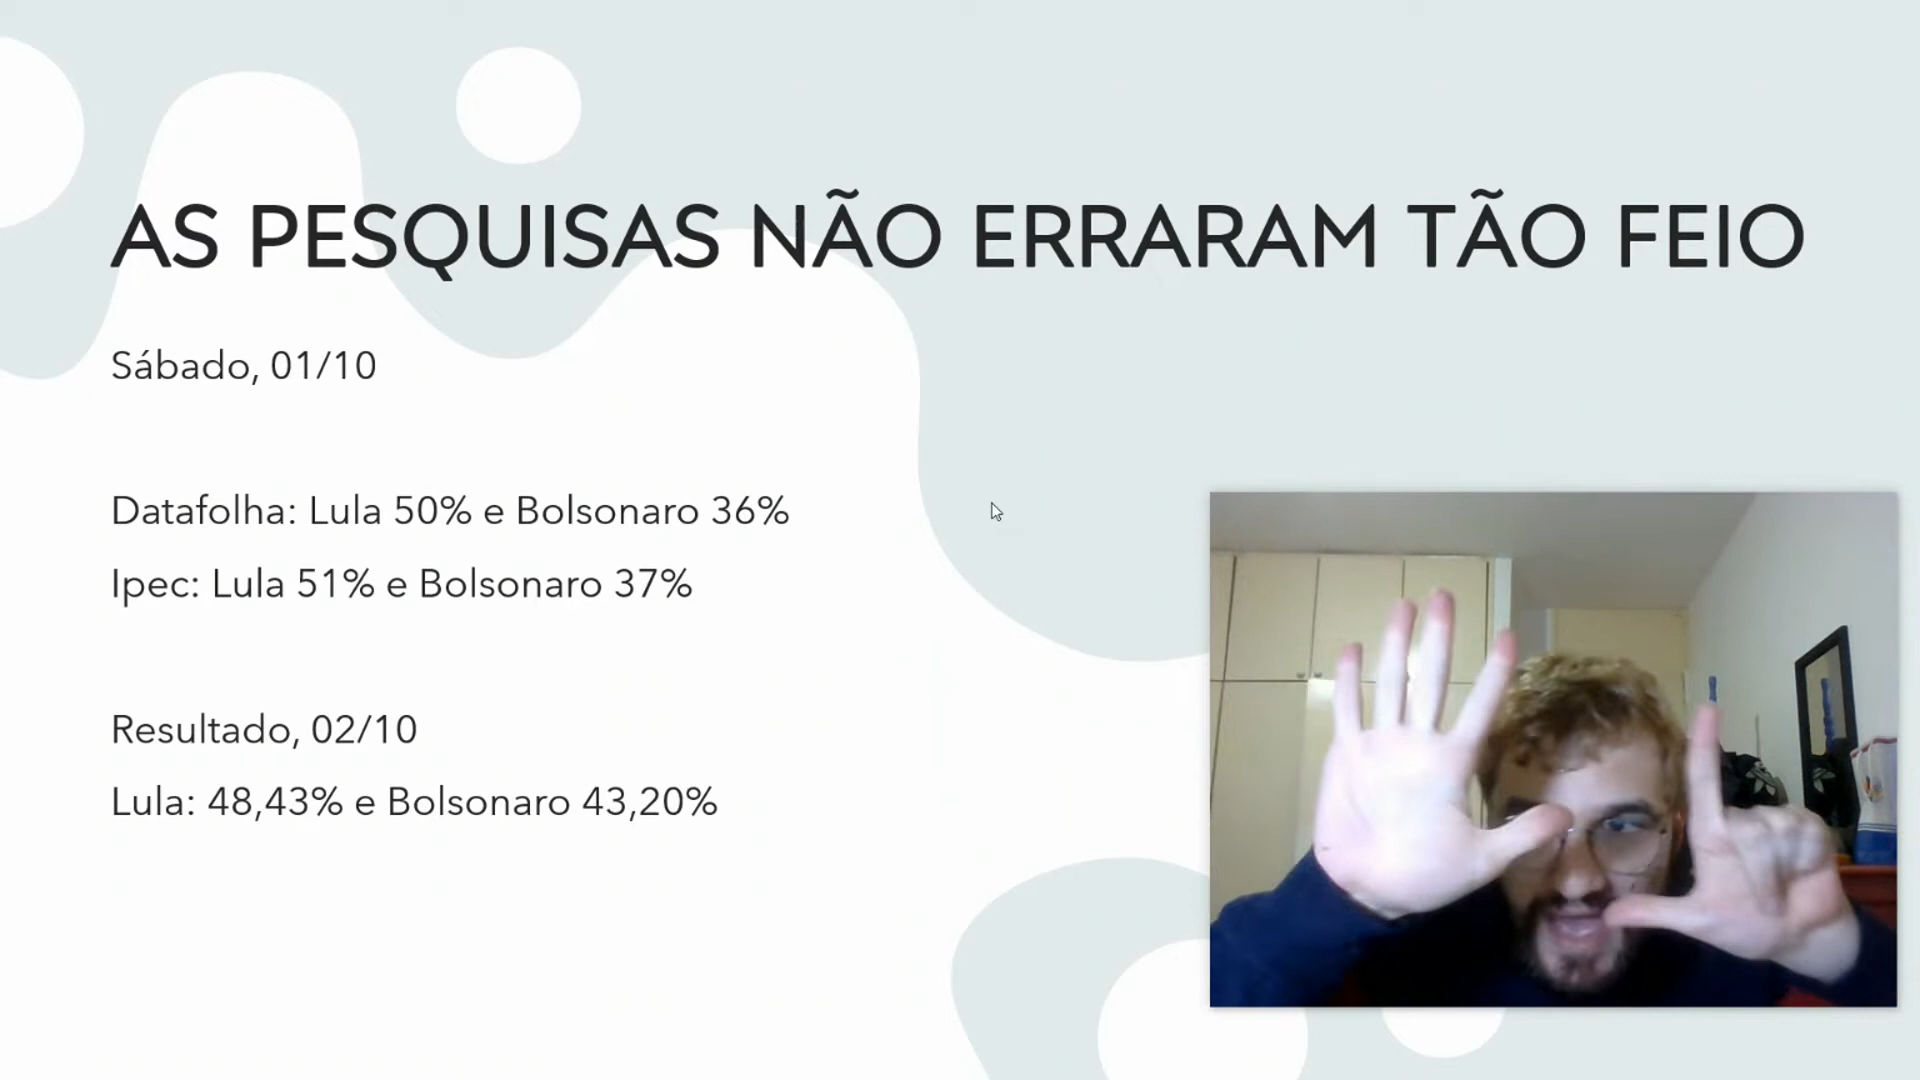 AS PESQUISAS NÃO ERRARAM TÃO FEIO
Sábado, 01/10
Datafolha: Lula 50% e Bolsonaro 36%
Ipec: Lula 51% e Bolsonaro 37%
Resultado, 02/10
Lula: 48,43% e Bolsonaro 43,20%